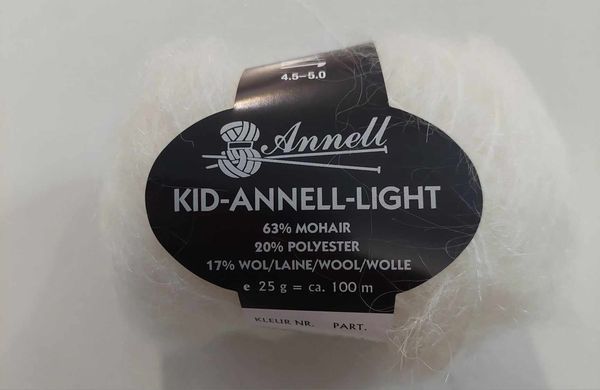 4.5–5.0
Annell
KID-ANNELL-LIGHT
63% MOHAIR
20% POLYESTER
17% WOL/LAINE/WOOL/WOLLE
e 25 g = ca. 100 m
KLEUR NR. PART.